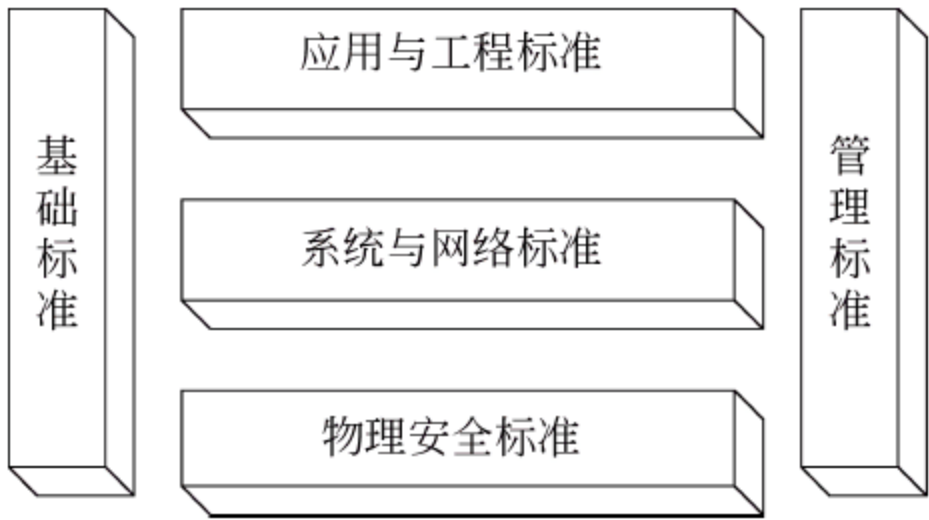 基础标准
应用与工程标准
系统与网络标准
物理安全标准
管理标准